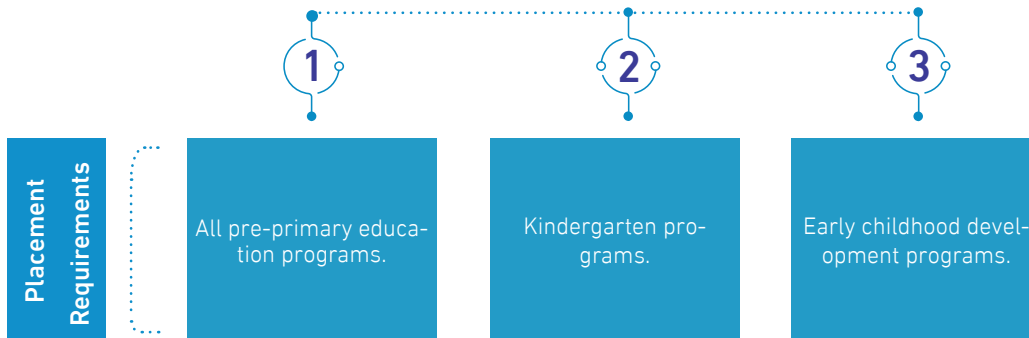 1
2
3
Placement
Requirements
All pre-primary educa-
tion programs.
Kindergarten pro-
grams.
Early childhood devel-
opment programs.